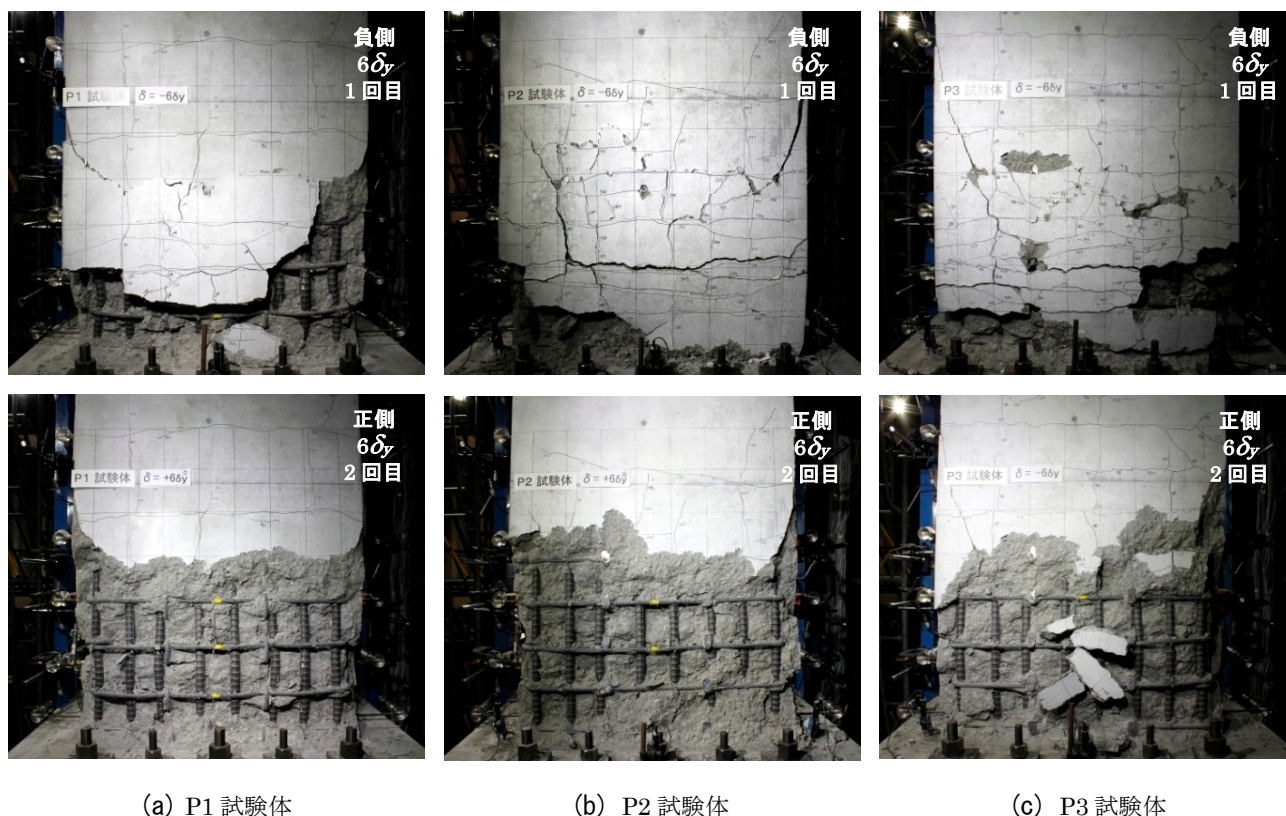 負側
6δy
1 回目
P1 試験体 δ = −6δy
負側
6δy
1 回目
P2 試験体 δ = −6δy
負側
6δy
1 回目
P3 試験体 δ = −6δy
正側
6δy
2 回目
P1 試験体 δ = +6δy②
正側
6δy
2 回目
P2 試験体 δ = +6δy②
正側
6δy
2 回目
P3 試験体 δ = −6δy
(a) P1 試験体
(b) P2 試験体
(c) P3 試験体